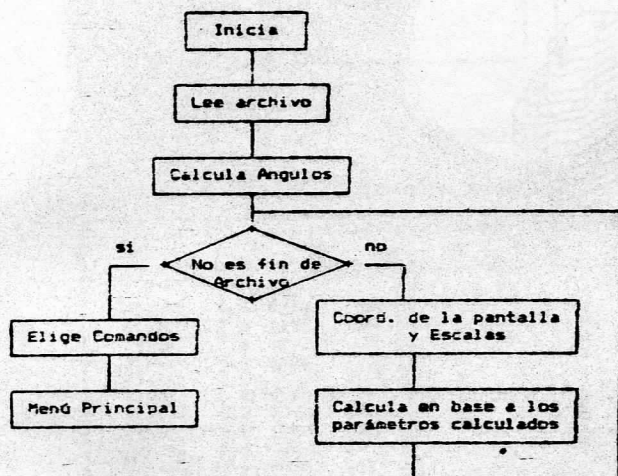 Inicia
Lee archivo
Calcula Angulos
si
no
No es fin de
Archivo
Coord. de la pantalla
y Escalas
Elige Comandos
Menú Principal
Calcula en base a los
parámetros calculados